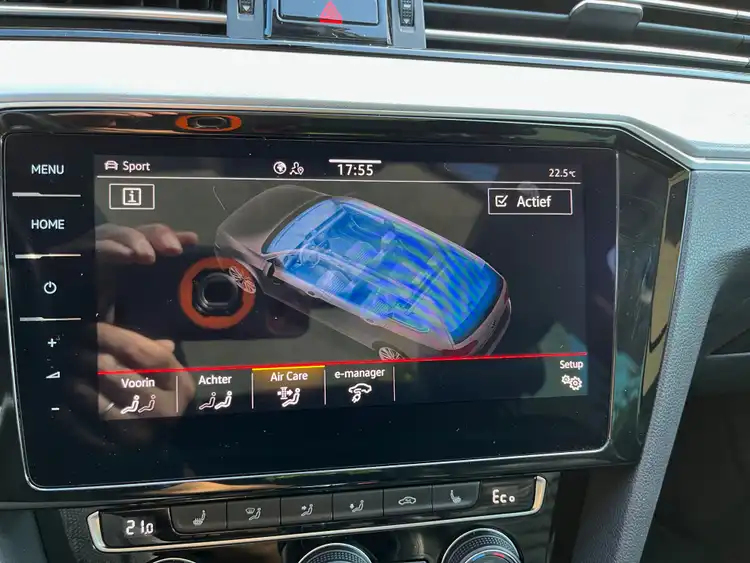 MENU
HOME
Sport
17:55
22.5°C
i
Actief
Voorin
Achter
Air Care
e-manager
Setup
+
-
21.0
Eco